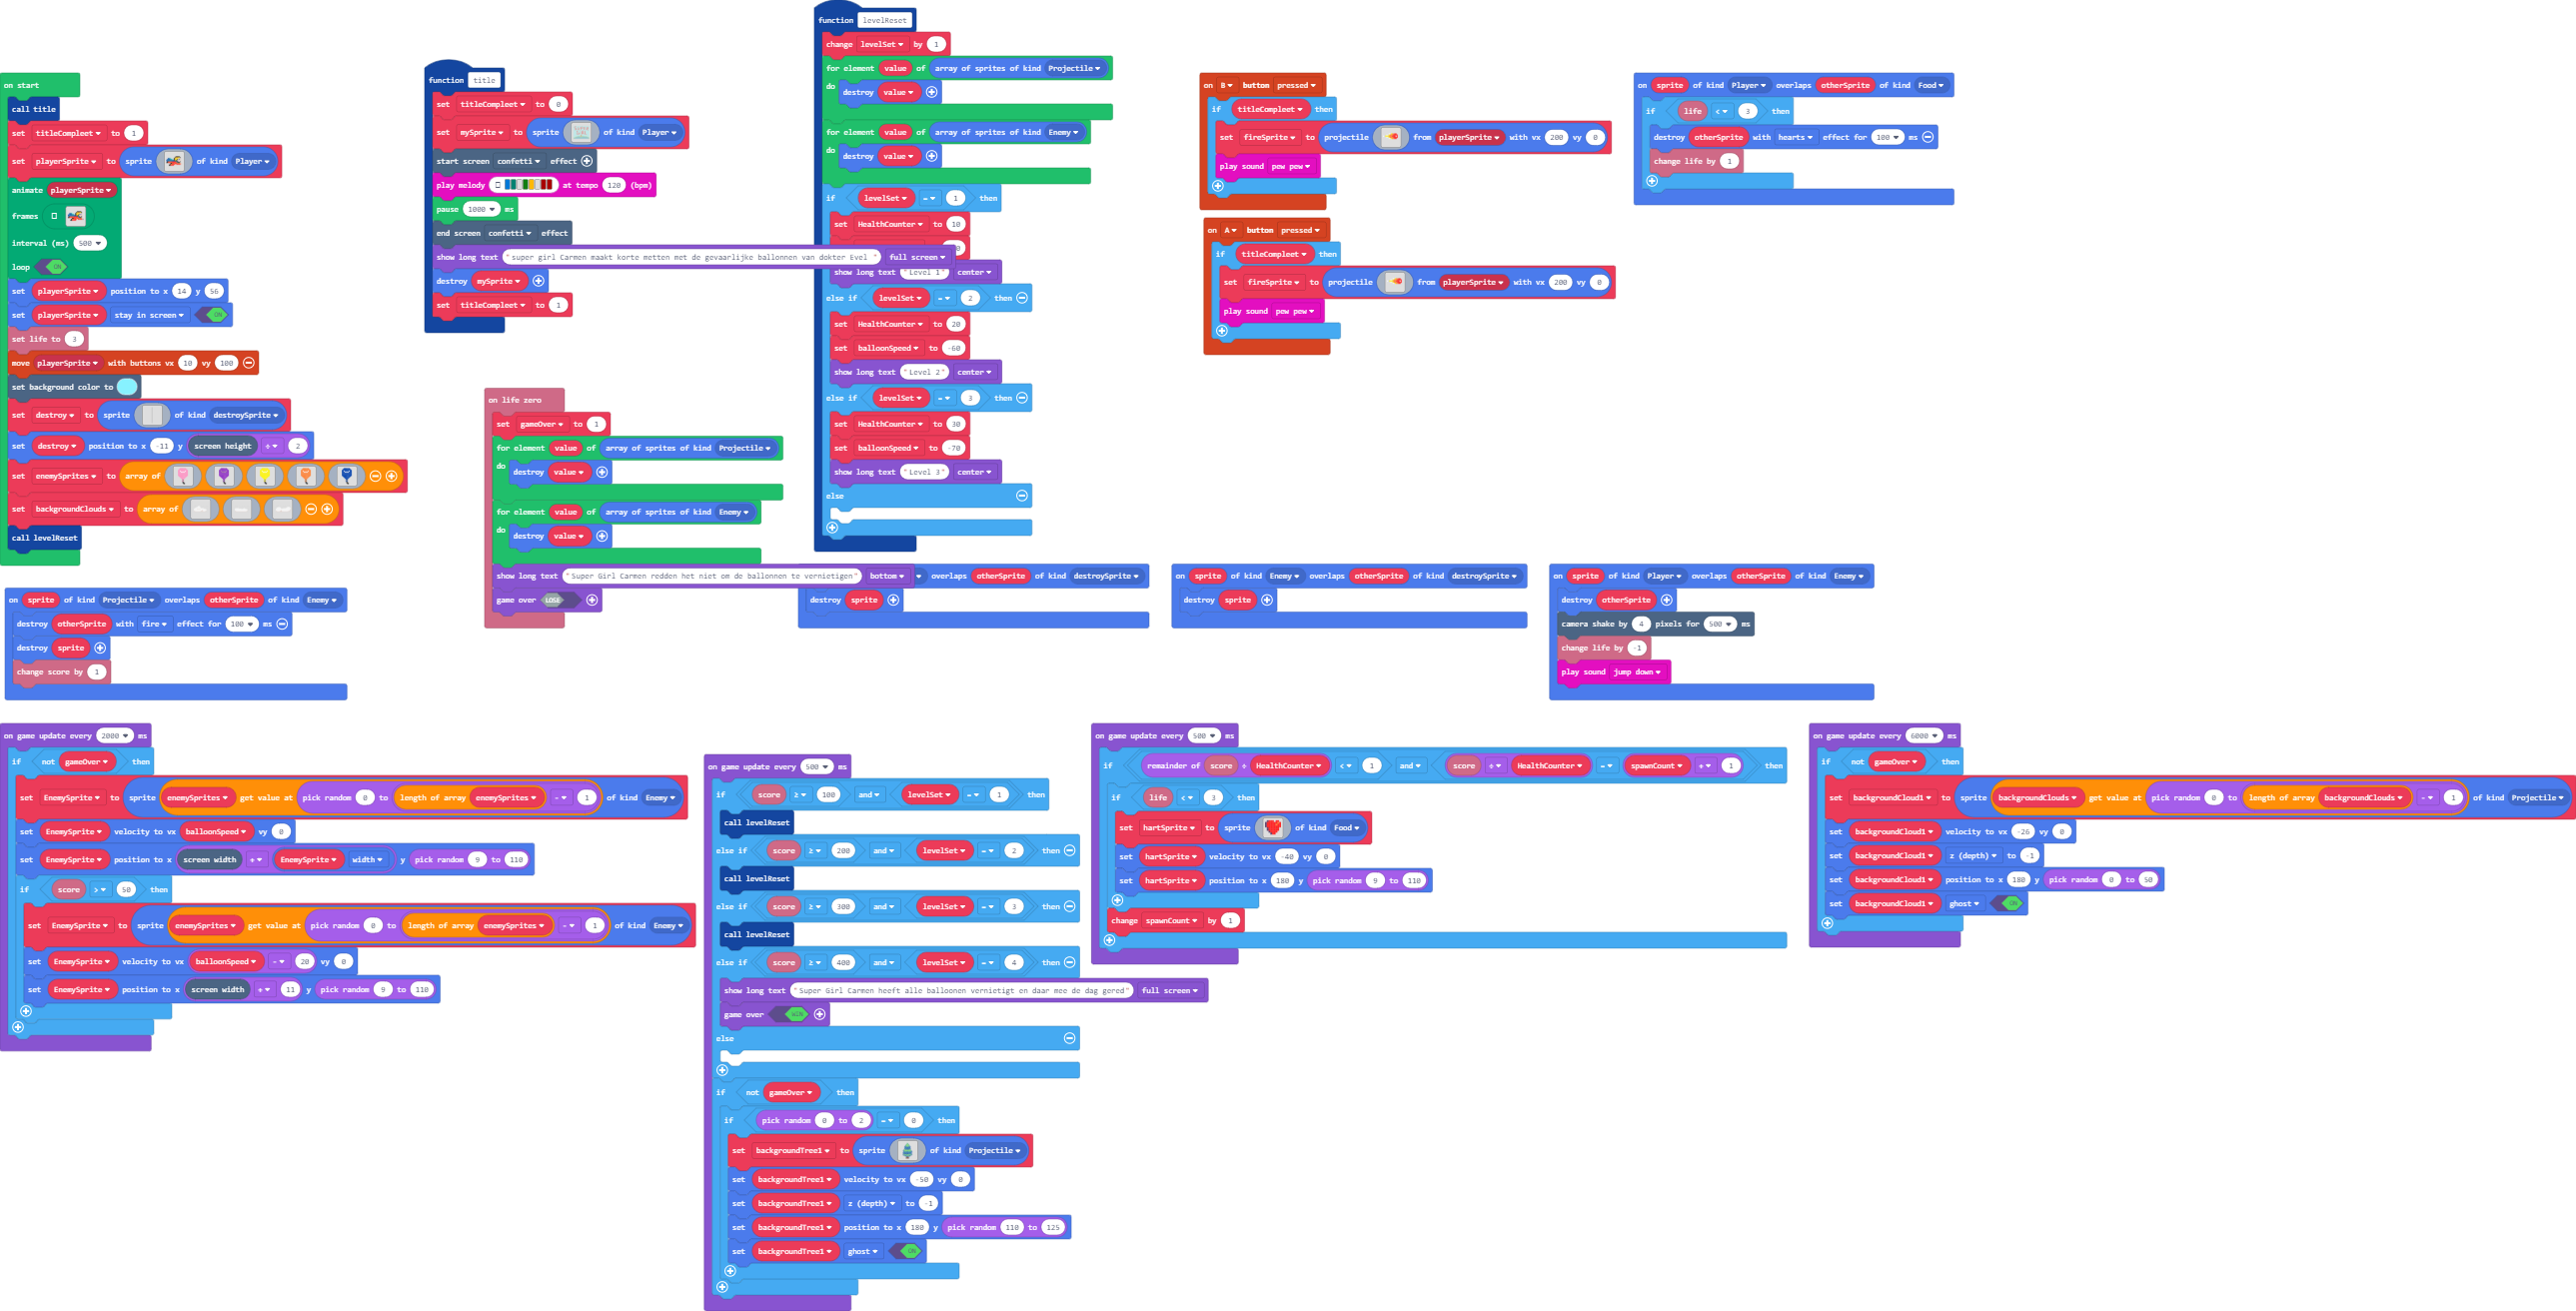 on start
call title
set titleCompleet to 1
set playerSprite to sprite of kind Player
animate playerSprite
frames
interval (ms) 500
loop ON
set playerSprite position to x 14 y 56
set playerSprite stay in screen ON
set life to 3
move playerSprite with buttons vx 10 vy 100
set background color to
set destroy to sprite of kind destroySprite
set destroy position to x -11 y screen height ÷ 2
set enemySprites to array of
set backgroundClouds to array of
call levelReset
function title
set titleCompleet to 0
set mySprite to sprite of kind Player
start screen confetti effect
play melody at tempo 120 (bpm)
pause 1000 ms
end screen confetti effect
show long text "super girl Carmen maakt korte metten met de gevaarlijke ballonnen van dokter Evel " full screen
destroy mySprite
set titleCompleet to 1
function levelReset
change levelSet by 1
for element value of array of sprites of kind Projectile
do destroy value
for element value of array of sprites of kind Enemy
do destroy value
if levelSet = 1 then
set HealthCounter to 10
show long text "Level 1" center
else if levelSet = 2 then
set HealthCounter to 20
set balloonSpeed to -60
show long text "Level 2" center
else if levelSet = 3 then
set HealthCounter to 30
set balloonSpeed to -70
show long text "Level 3" center
else
on B button pressed
if titleCompleet then
set fireSprite to projectile from playerSprite with vx 200 vy 0
play sound pew pew
on A button pressed
if titleCompleet then
set fireSprite to projectile from playerSprite with vx 200 vy 0
play sound pew pew
on sprite of kind Player overlaps otherSprite of kind Food
if life < 3 then
destroy otherSprite with hearts effect for 100 ms
change life by 1
on life zero
set gameOver to 1
for element value of array of sprites of kind Projectile
do destroy value
for element value of array of sprites of kind Enemy
do destroy value
show long text "Super Girl Carmen redden het niet om de ballonnen te vernietigen" bottom
game over LOSE
overlaps otherSprite of kind destroySprite
destroy sprite
on sprite of kind Enemy overlaps otherSprite of kind destroySprite
destroy sprite
on sprite of kind Player overlaps otherSprite of kind Enemy
destroy otherSprite
camera shake by 4 pixels for 500 ms
change life by -1
play sound jump down
on sprite of kind Projectile overlaps otherSprite of kind Enemy
destroy otherSprite with fire effect for 100 ms
destroy sprite
change score by 1
on game update every 2000 ms
if not gameOver then
set EnemySprite to sprite enemySprites get value at pick random 0 to length of array enemySprites - 1 of kind Enemy
set EnemySprite velocity to vx balloonSpeed vy 0
set EnemySprite position to x screen width + EnemySprite width y pick random 9 to 110
if score > 50 then
set EnemySprite to sprite enemySprites get value at pick random 0 to length of array enemySprites - 1 of kind Enemy
set EnemySprite velocity to vx balloonSpeed - 20 vy 0
set EnemySprite position to x screen width + 11 y pick random 9 to 110
on game update every 500 ms
if score ≥ 100 and levelSet = 1 then
call levelReset
else if score ≥ 200 and levelSet = 2 then
call levelReset
else if score ≥ 300 and levelSet = 3 then
call levelReset
else if score ≥ 400 and levelSet = 4 then
show long text "Super Girl Carmen heeft alle balloonen vernietigt en daar mee de dag gered" full screen
game over WIN
else
if not gameOver then
if pick random 0 to 2 = 0 then
set backgroundTree1 to sprite of kind Projectile
set backgroundTree1 velocity to vx -50 vy 0
set backgroundTree1 z (depth) to -1
set backgroundTree1 position to x 180 y pick random 110 to 125
set backgroundTree1 ghost ON
on game update every 500 ms
if remainder of score ÷ HealthCounter < 1 and score ÷ HealthCounter = spawnCount + 1 then
if life < 3 then
set hartSprite to sprite of kind Food
set hartSprite velocity to vx -40 vy 0
set hartSprite position to x 180 y pick random 9 to 110
change spawnCount by 1
on game update every 6000 ms
if not gameOver then
set backgroundCloud1 to sprite backgroundClouds get value at pick random 0 to length of array backgroundClouds - 1 of kind Projectile
set backgroundCloud1 velocity to vx -26 vy 0
set backgroundCloud1 z (depth) to -1
set backgroundCloud1 position to x 180 y pick random 0 to 50
set backgroundCloud1 ghost ON